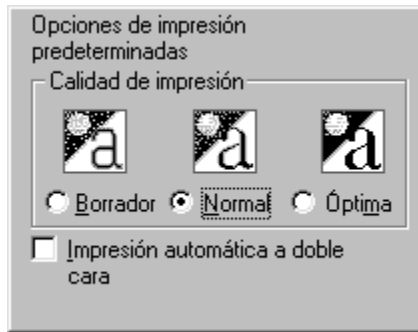 Opciones de impresión
predeterminadas
Calidad de impresión
a a a
Borrador Normal Óptima
Impresión automática a doble
cara